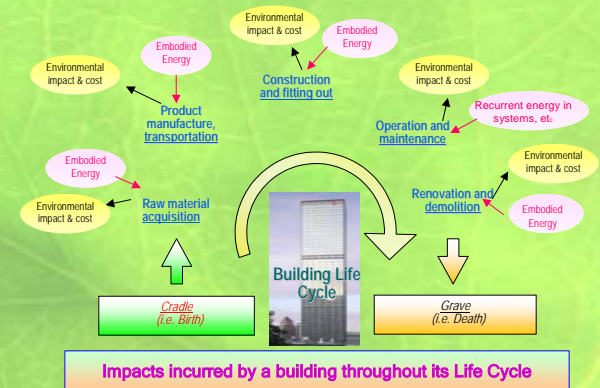 Environmental
impact & cost
Embodied
Energy
Construction
and fitting out
Environmental
impact & cost
Embodied
Energy
Product
manufacture,
transportation
Environmental
impact & cost
Recurrent energy in
systems, etc
Operation and
maintenance
Embodied
Energy
Environmental
impact & cost
Raw material
acquisition
Environmental
impact & cost
Renovation and
demolition
Embodied
Energy
Building Life
Cycle
Cradle
(i.e. Birth)
Grave
(i.e. Death)
Impacts incurred by a building throughout its Life Cycle